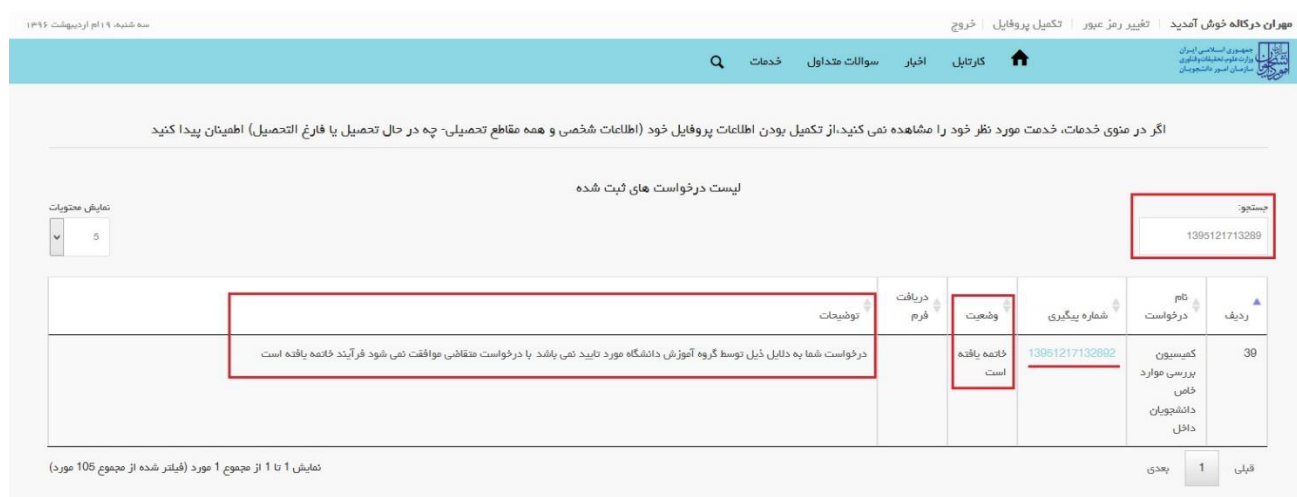 مهران درکاله خوش آمدید | تغییر رمز عبور | تکمیل پروفایل | خروج
سه شنبه، ۱۹ ام اردیبهشت ۱۳۹۶
جمهوری اسلامی ایران
وزارت علوم، تحقیقات و فناوری
سازمان امور دانشجویان
کارتابل اخبار سوالات متداول خدمات
اگر در منوی خدمات، خدمت مورد نظر خود را مشاهده نمی کنید،از تکمیل بودن اطلاعات پروفایل خود (اطلاعات شخصی و همه مقاطع تحصیلی- چه در حال تحصیل یا فارغ التحصیل) اطمینان پیدا کنید
لیست درخواست های ثبت شده
جستجو:
1395121713289
نمایش محتویات
5
ردیف
نام درخواست
شماره پیگیری
وضعیت
دریافت فرم
توضیحات
39
کمیسیون
بررسی موارد
خاص
دانشجویان
داخل
13951217132892
خاتمه یافته
است
درخواست شما به دلایل ذیل توسط گروه آموزش دانشگاه مورد تایید نمی باشد با درخواست متقاضی موافقت نمی شود فرآیند خاتمه یافته است
قبلی 1 بعدی
نمایش 1 تا 1 از مجموع 1 مورد (فیلتر شده از مجموع 105 مورد)